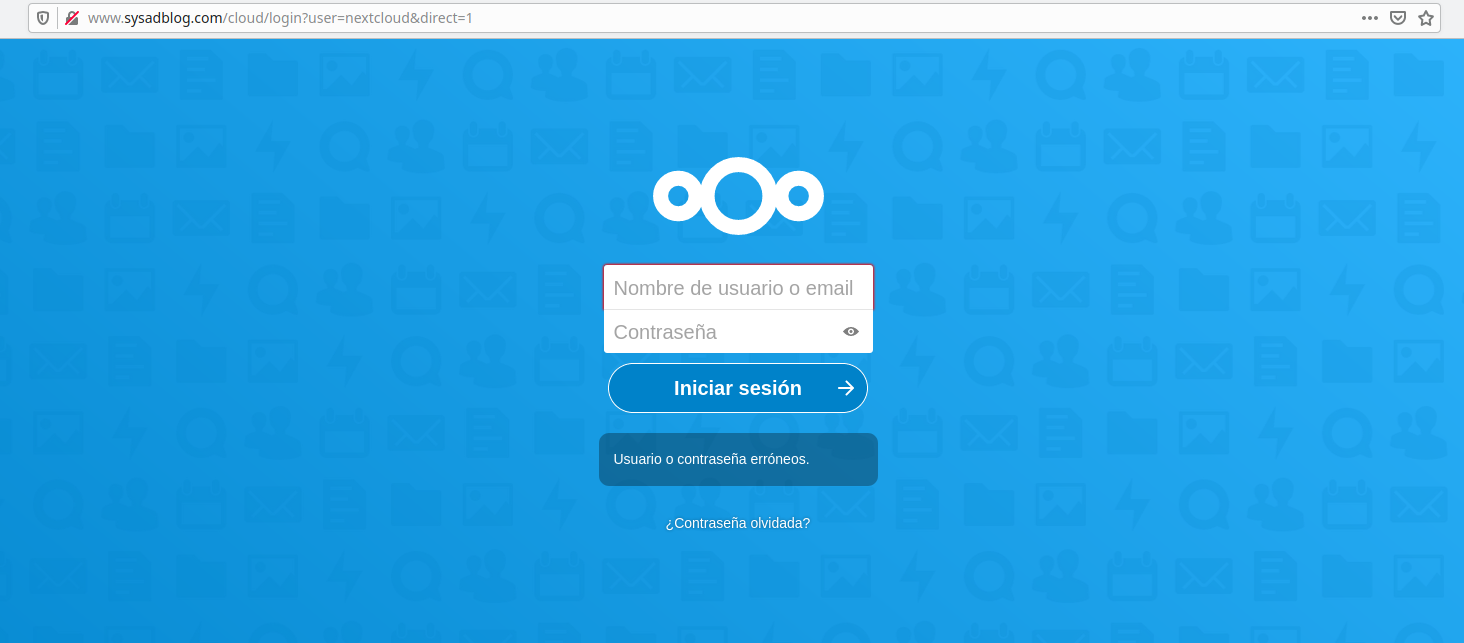 www.sysadblog.com/cloud/login?user=nextcloud&direct=1
Nombre de usuario o email
Contraseña
Iniciar sesión
Usuario o contraseña erróneos.
¿Contraseña olvidada?